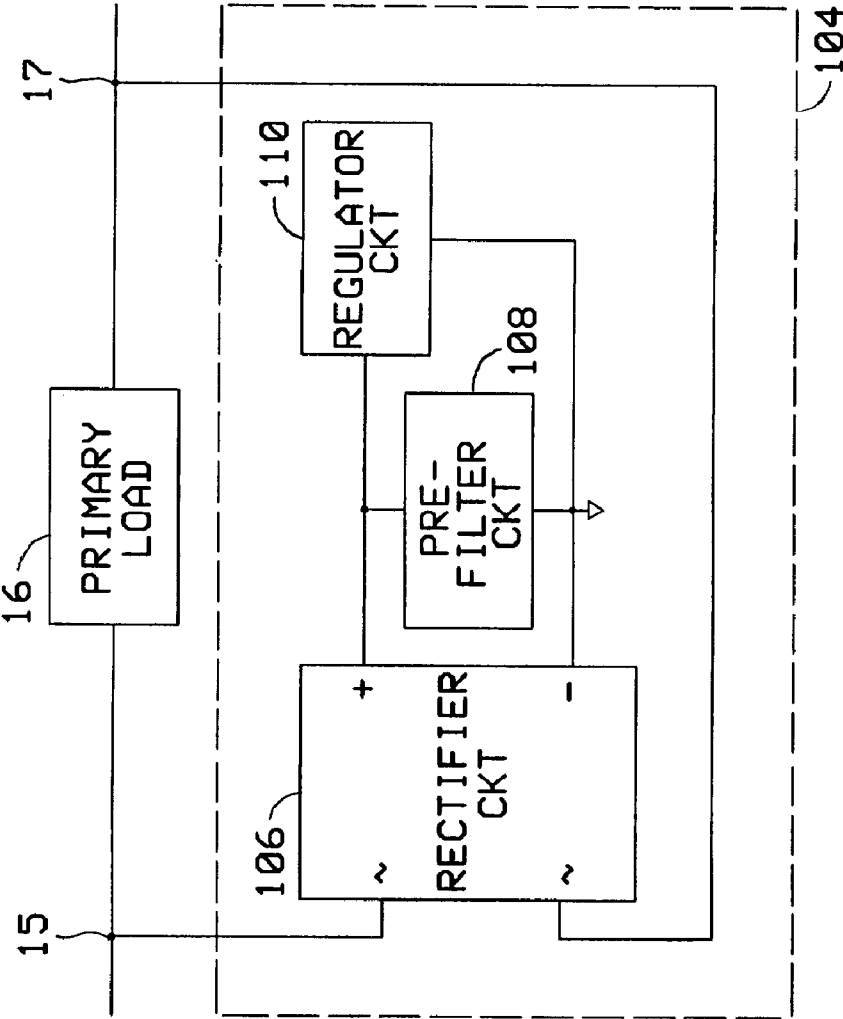 17
104
110
REGULATOR
CKT
108
PRE-
FILTER
CKT
16
PRIMARY
LOAD
+
-
RECTIFIER
CKT
106
~
~
15